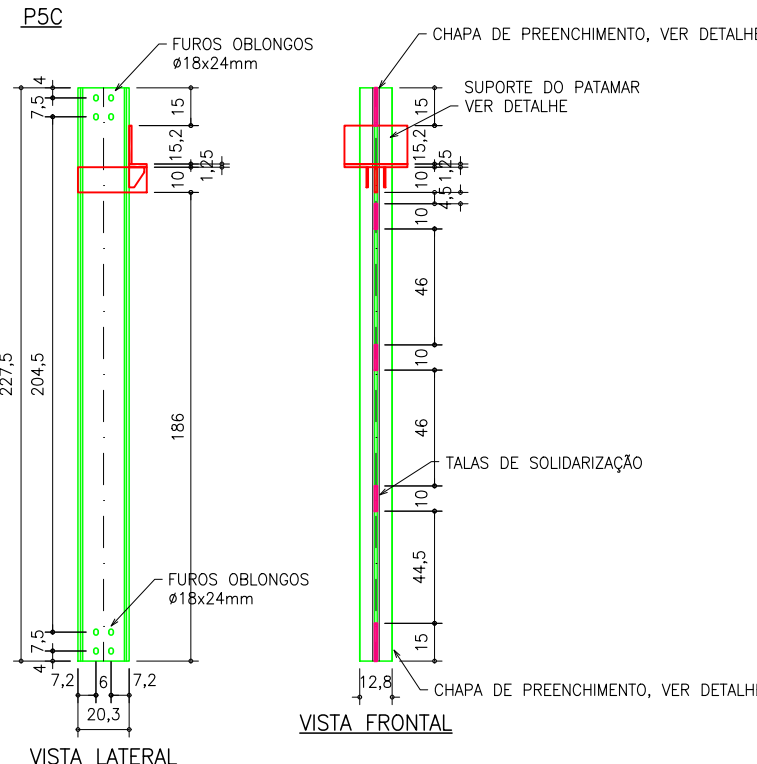 P5C
FUROS OBLONGOS
ø18x24mm
4
7,5
227,5
204,5
7,5
4
15
15,2
10
1,25
186
FUROS OBLONGOS
ø18x24mm
7,2
6
7,2
20,3
VISTA LATERAL
CHAPA DE PREENCHIMENTO, VER DETALHE
SUPORTE DO PATAMAR
VER DETALHE
15
15,2
10
1,25
4,5
10
46
10
46
TALAS DE SOLIDARIZAÇÃO
10
44,5
15
12,8
CHAPA DE PREENCHIMENTO, VER DETALHE
VISTA FRONTAL